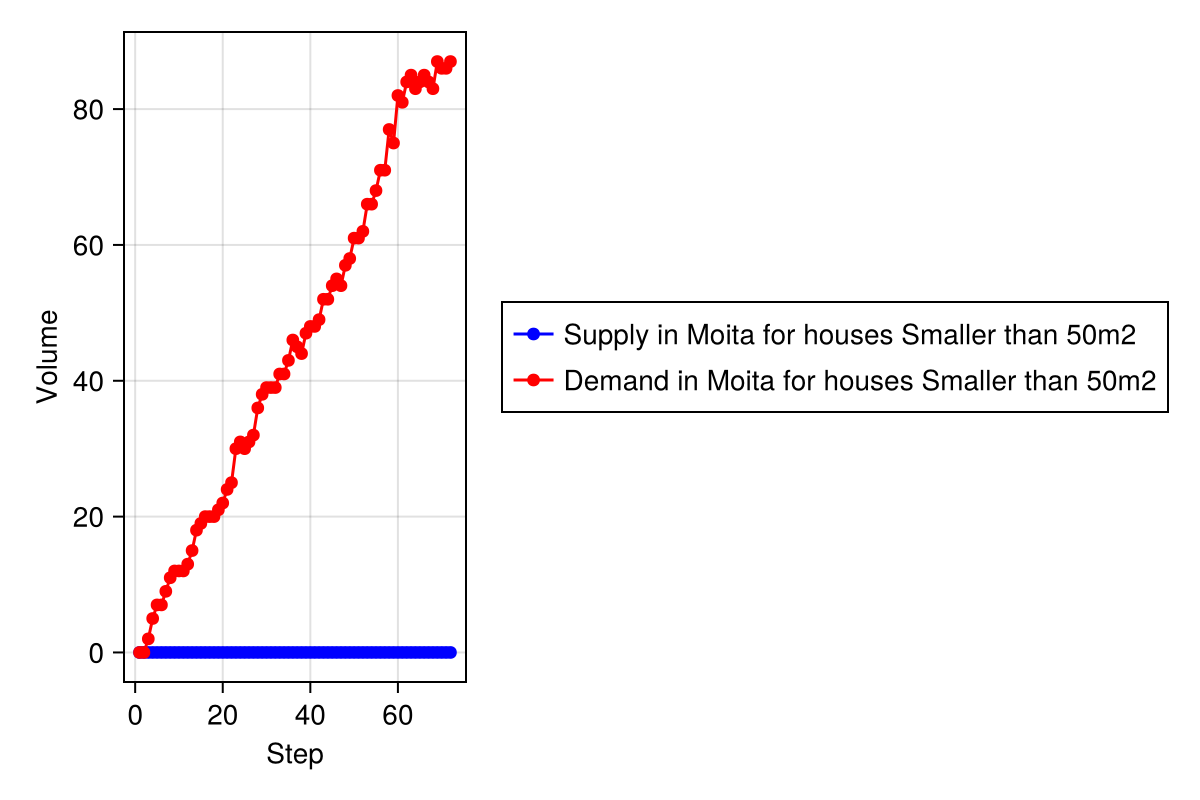 80
60
40
20
0
Volume
0 20 40 60
Step
Supply in Moita for houses Smaller than 50m2
Demand in Moita for houses Smaller than 50m2